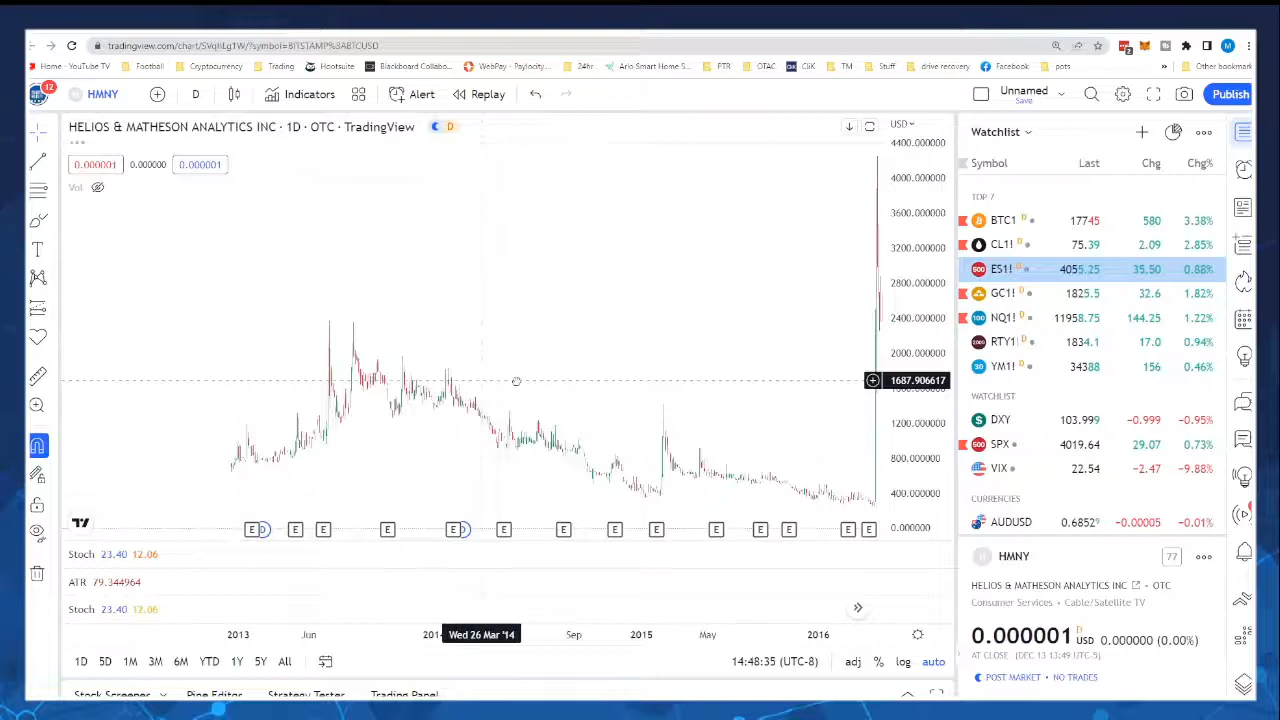 tradingview.com/chart/SVqhLg1W/?symbol=BITSTAMP%3ABTCUSD
2
M
Home - YouTube TV Football Cryptocurrency Trading Hootsuite Blackboard Collabo... WebPay - Paylocity... 24hr Arlo Smart Home S... PTR OTAC CliK TM Stuff drive recovery Facebook pots » Other bookmar
12
HMNY D Indicators Alert Replay Unnamed Save Publish
HELIOS & MATHESON ANALYTICS INC · 1D · OTC · TradingView D
0.000001 0.000000 0.000001
Vol
USD
4400.000000
4000.000000
3600.000000
3200.000000
2800.000000
2400.000000
2000.000000
1687.906617
1200.000000
800.000000
400.000000
0.000000
E D E E E E D E E E E E E E E E
Stoch 23.40 12.06
ATR 79.344964
Stoch 23.40 12.06
2013 Jun 201 Wed 26 Mar '14 Sep 2015 May 2016
1D 5D 1M 3M 6M YTD 1Y 5Y All 14:48:35 (UTC-8) adj % log auto
Stock Screener Pine Editor Strategy Tester Trading Panel
Watchlist
Symbol Last Chg Chg%
TOP 7
BTC1 D 17745 580 3.38%
CL1! D 75.39 2.09 2.85%
500 ES1! D 4055.25 35.50 0.88%
GC1! D 1825.5 32.6 1.82%
100 NQ1! D 11958.75 144.25 1.22%
2000 RTY1 D 1834.1 17.0 0.94%
30 YM1! D 34388 156 0.46%
WATCHLIST
DXY 103.999 −0.999 −0.95%
500 SPX 4019.64 29.07 0.73%
VIX 22.54 −2.47 −9.88%
CURRENCIES
AUDUSD 0.68529 −0.00005 −0.01%
HMNY 77
HELIOS & MATHESON ANALYTICS INC · OTC
Consumer Services · Cable/Satellite TV
0.000001 D USD 0.000000 (0.00%)
AT CLOSE (DEC 13 13:49 UTC-5)
POST MARKET · NO TRADES